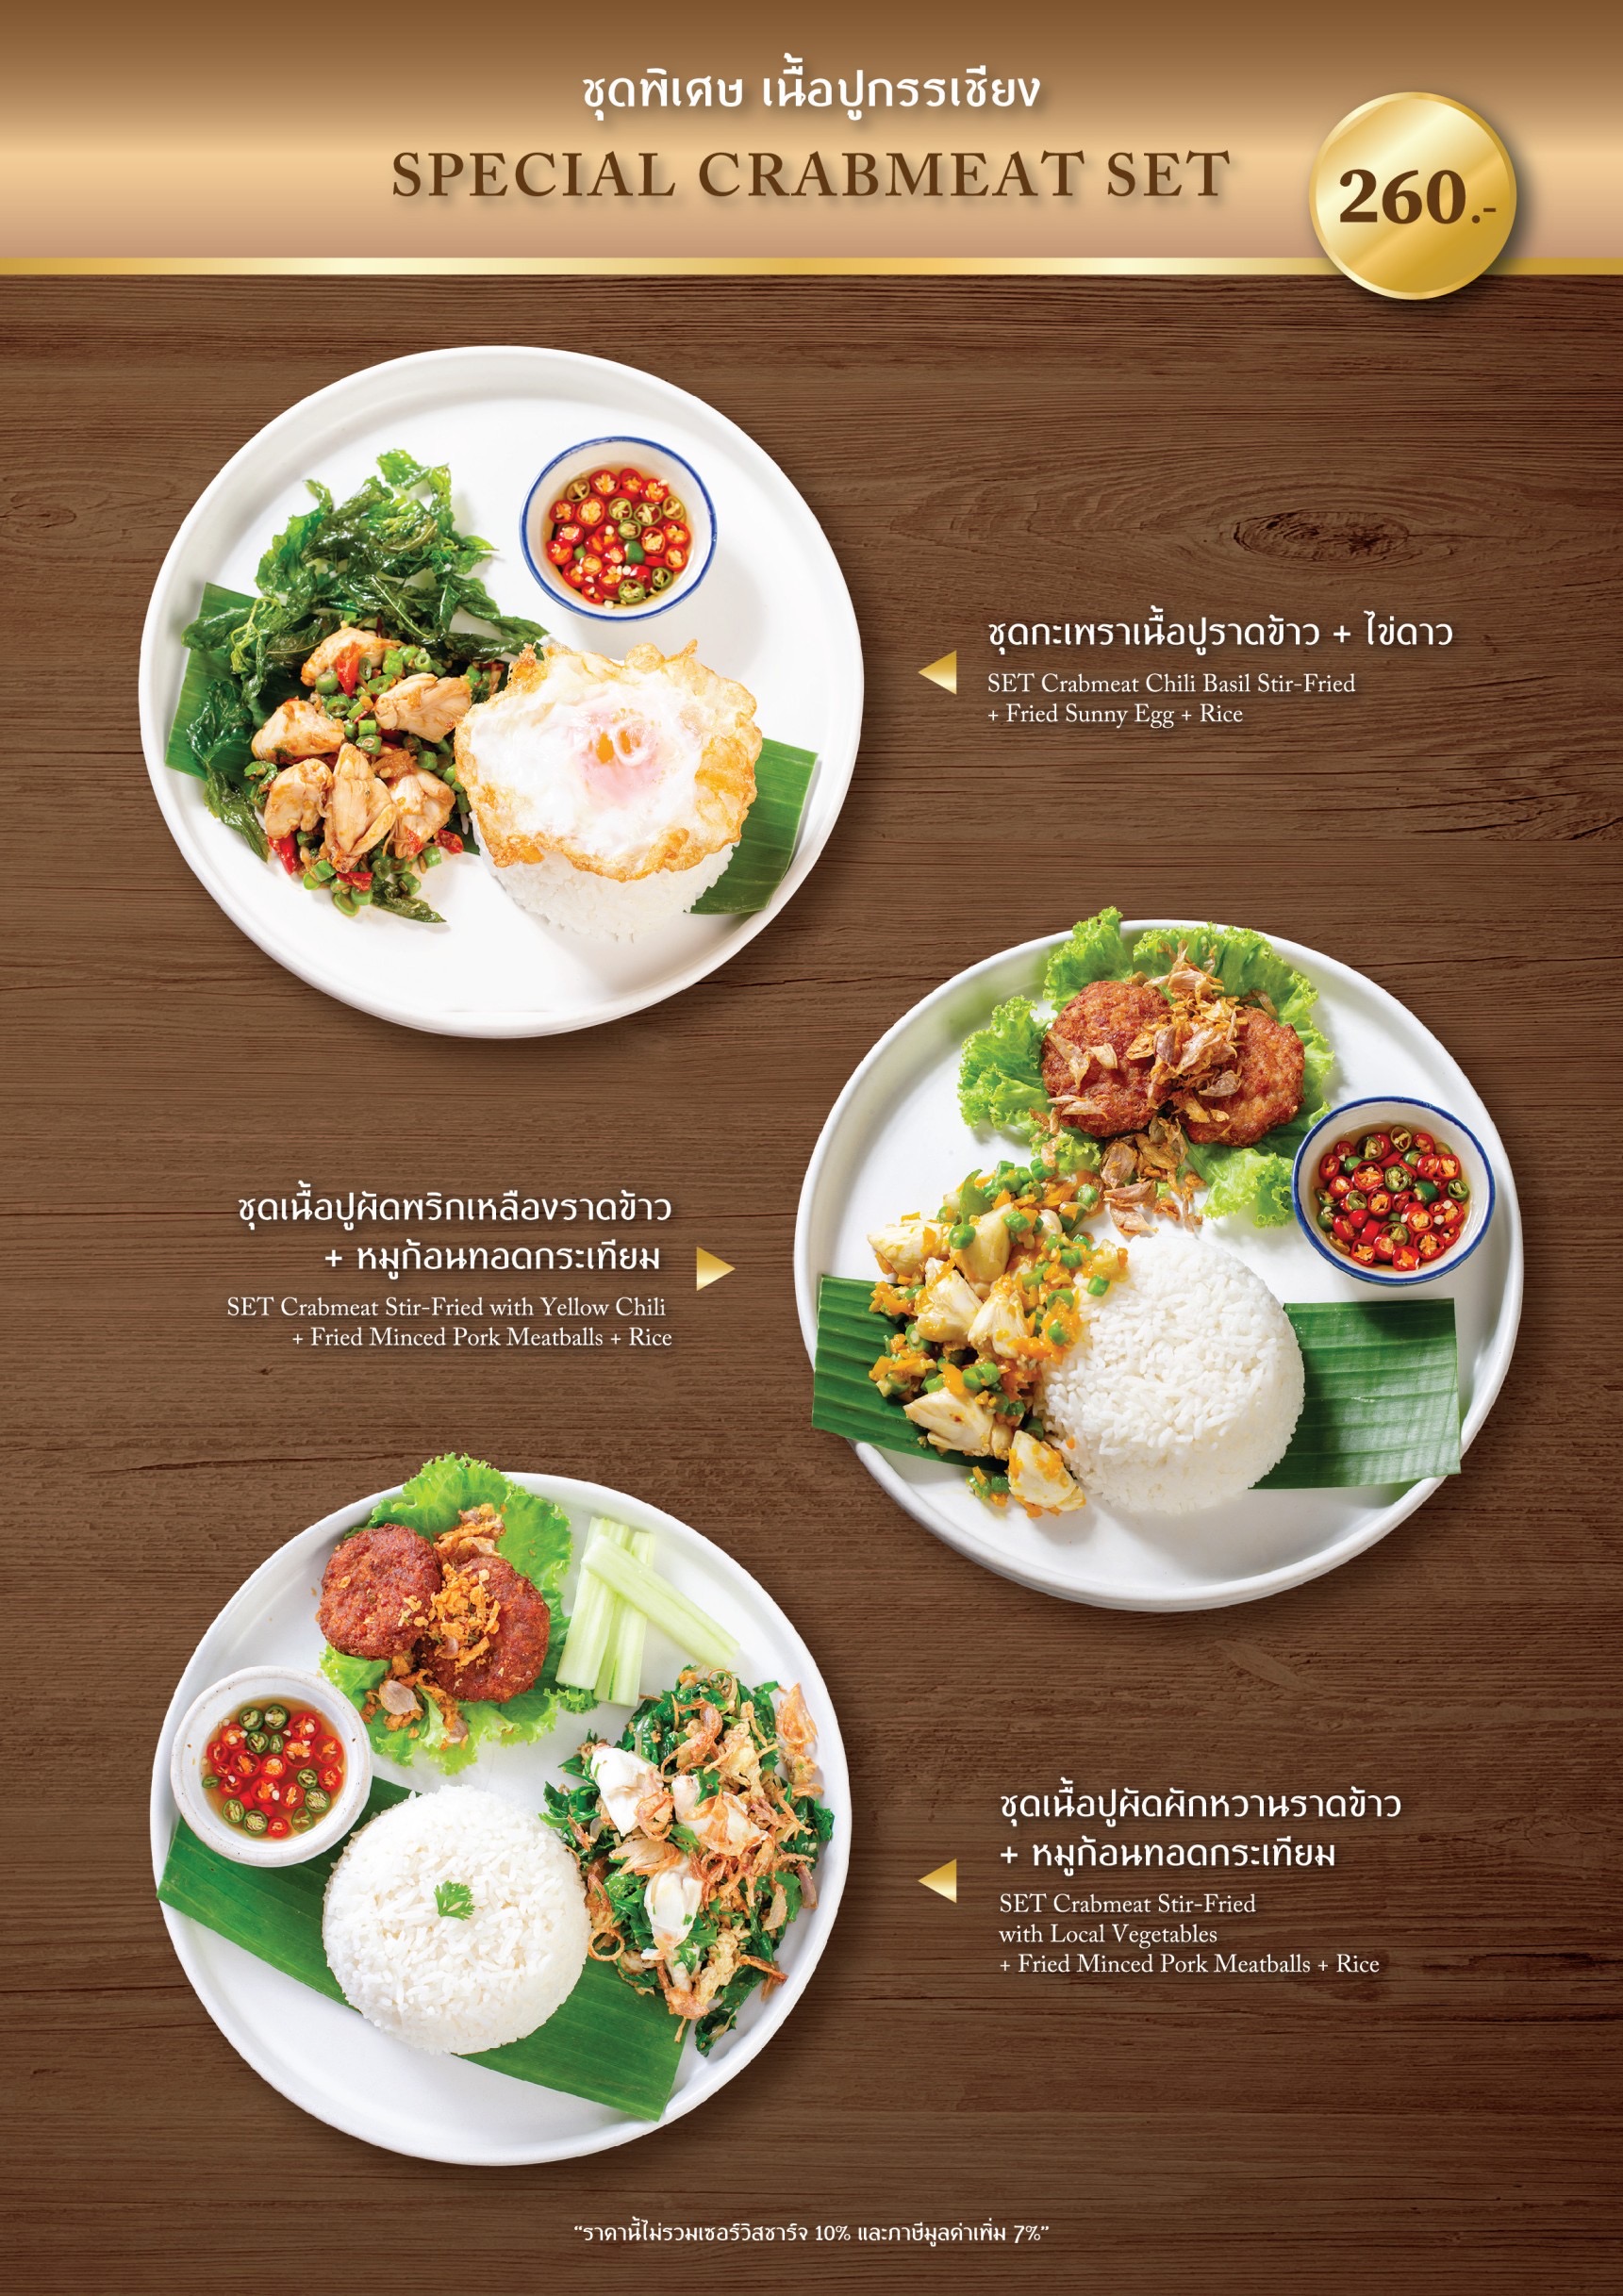 ชุดพิเศษ เนื้อปูกรรเชียง
SPECIAL CRABMEAT SET
260.-
ชุดกะเพราเนื้อปูราดข้าว + ไข่ดาว
SET Crabmeat Chili Basil Stir-Fried
+ Fried Sunny Egg + Rice
ชุดเนื้อปูผัดพริกเหลืองราดข้าว
+ หมูก้อนทอดกระเทียม
SET Crabmeat Stir-Fried with Yellow Chili
+ Fried Minced Pork Meatballs + Rice
ชุดเนื้อปูผัดผักหวานราดข้าว
+ หมูก้อนทอดกระเทียม
SET Crabmeat Stir-Fried
with Local Vegetables
+ Fried Minced Pork Meatballs + Rice
“ราคานี้ไม่รวมเซอร์วิสชาร์จ 10% และภาษีมูลค่าเพิ่ม 7%”